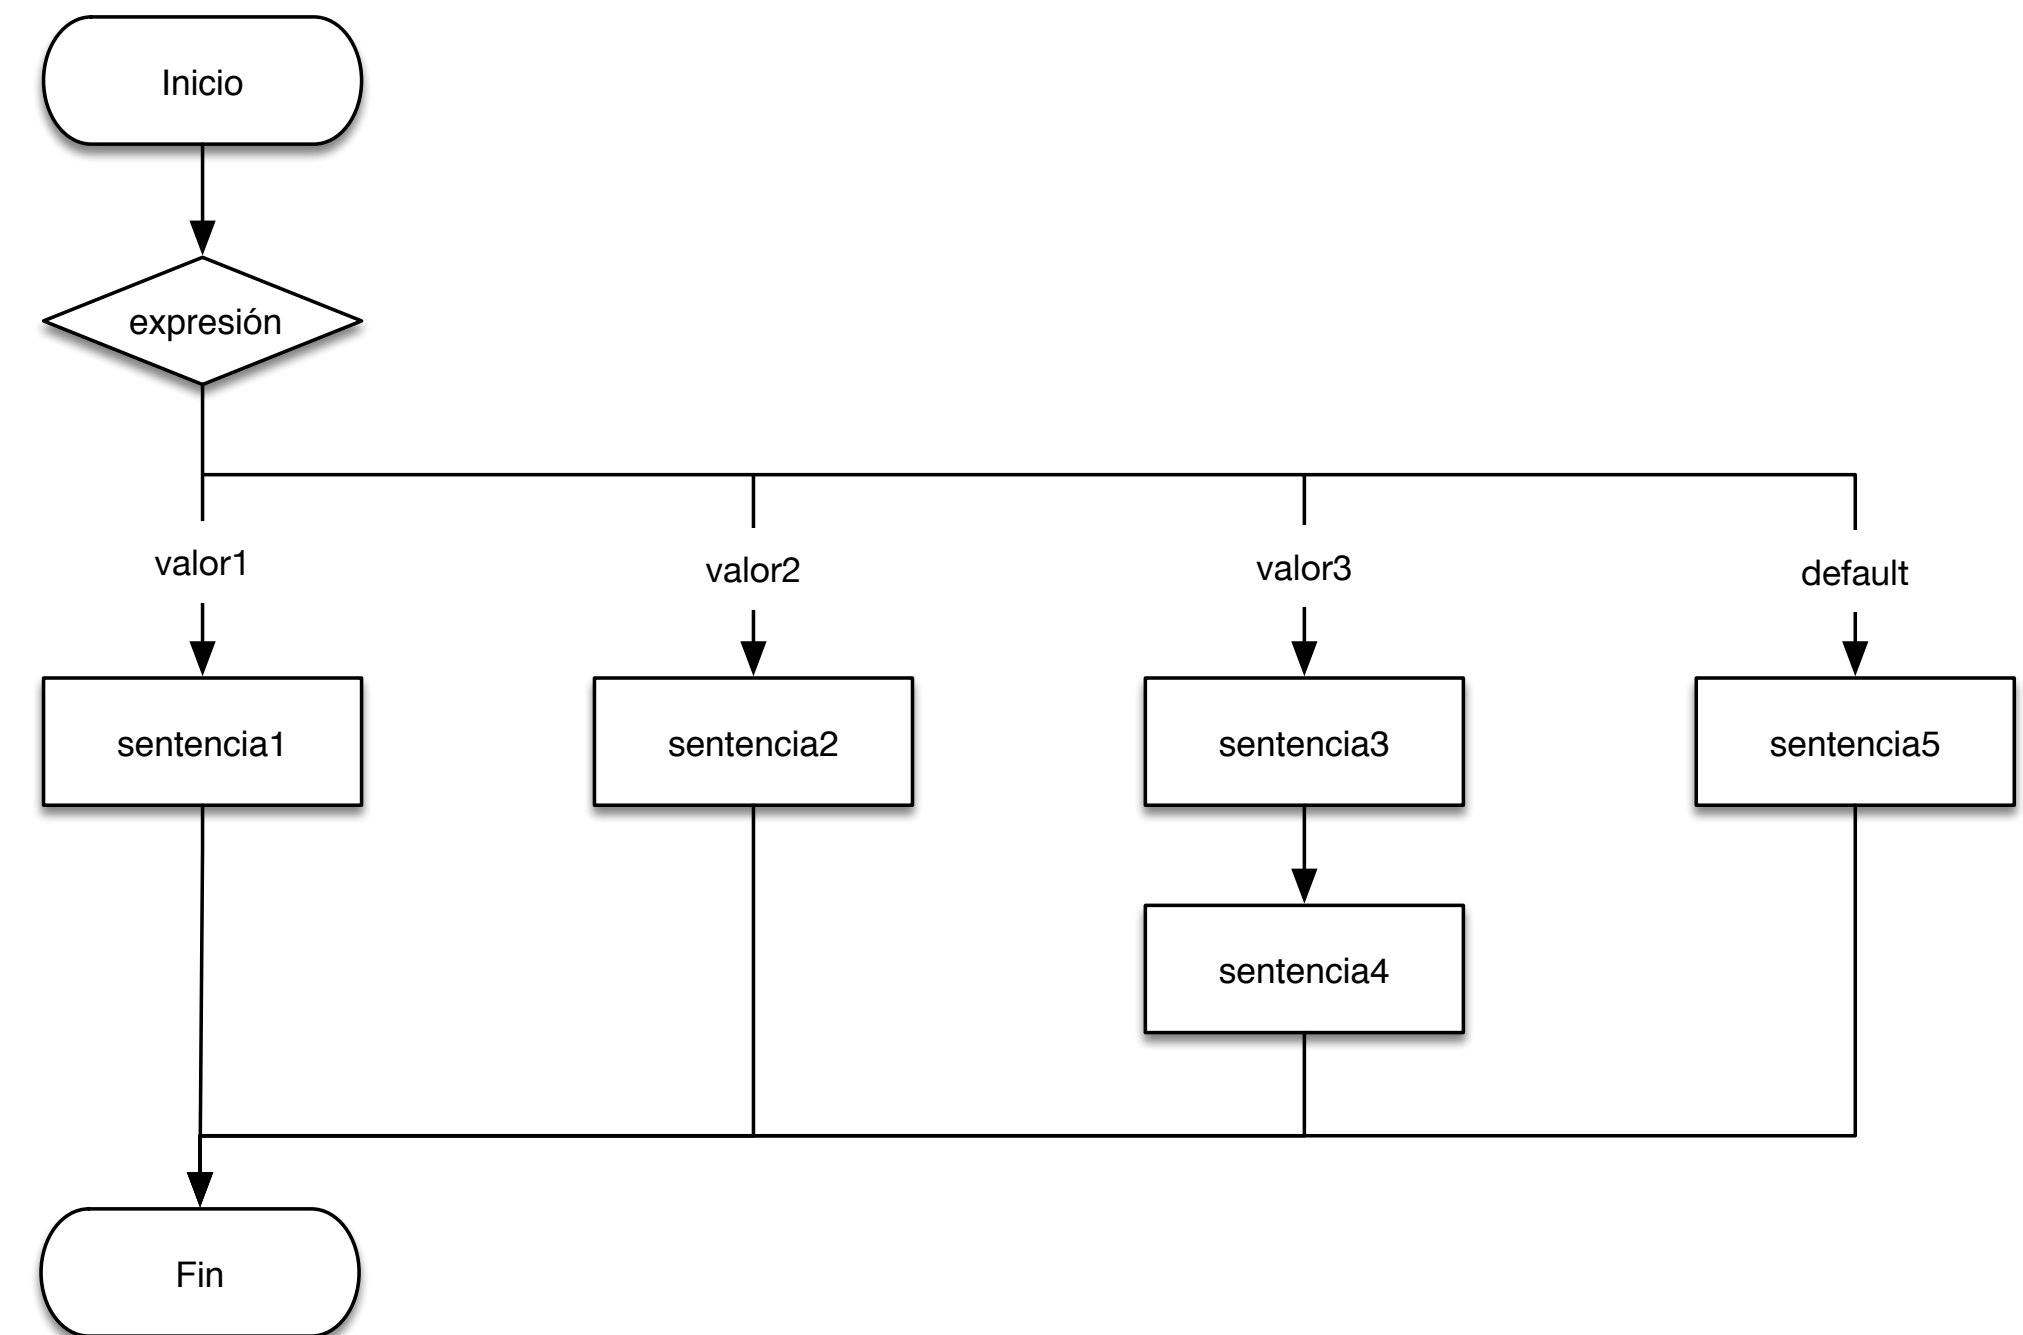 Inicio
expresión
valor1
valor2
valor3
default
sentencia1
sentencia2
sentencia3
sentencia5
sentencia4
Fin